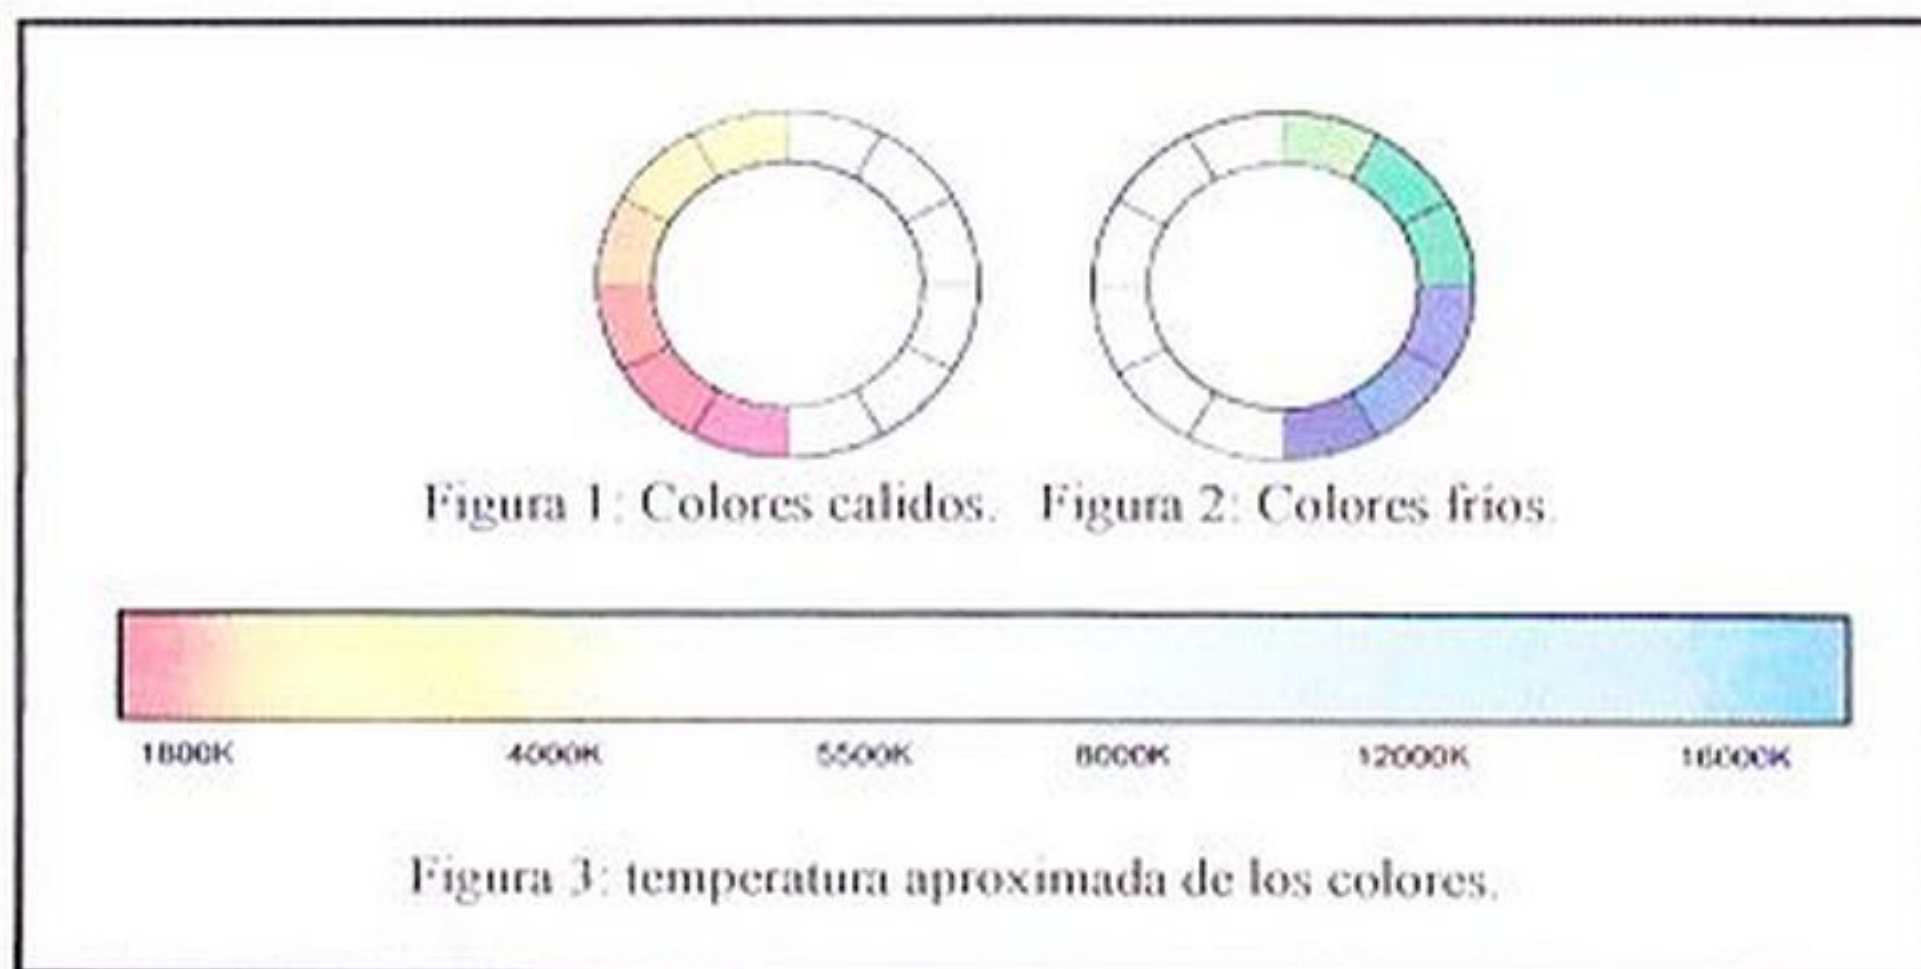 Figura 1: Colores calidos. Figura 2: Colores frios.
1800K 4000K 5500K 8000K 12000K 16000K
Figura 3: temperatura aproximada de los colores.